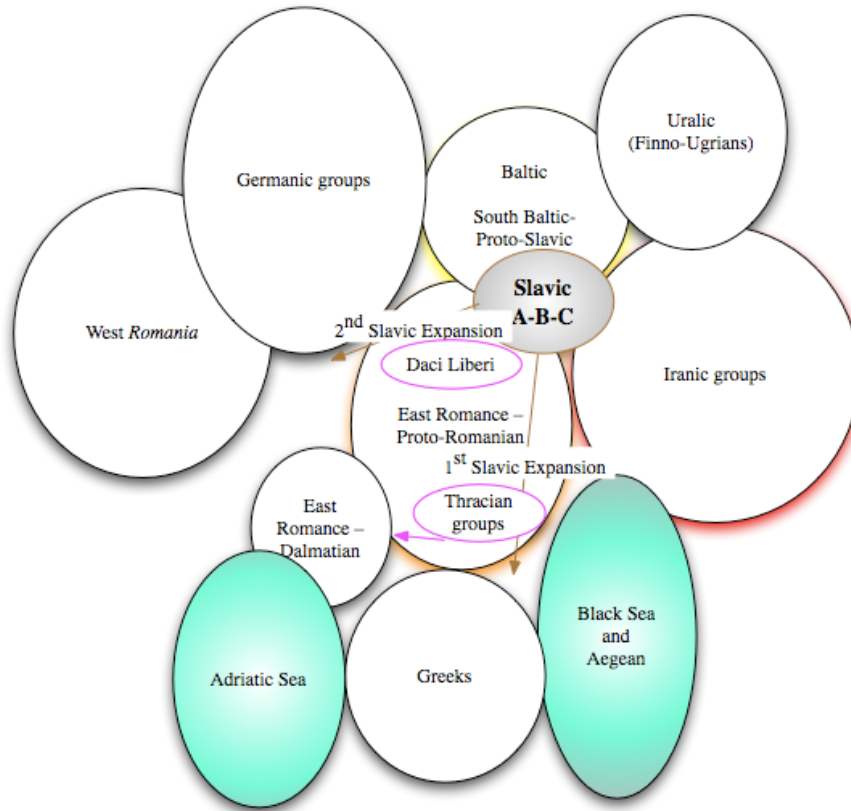 Uralic
(Finno-Ugrians)
Baltic
Germanic groups
South Baltic-
Proto-Slavic
Slavic
A-B-C
West Romania
2nd Slavic Expansion
Daci Liberi
Iranic groups
East Romance –
Proto-Romanian
1st Slavic Expansion
Thracian
groups
East
Romance –
Dalmatian
Black Sea
and
Aegean
Adriatic Sea
Greeks